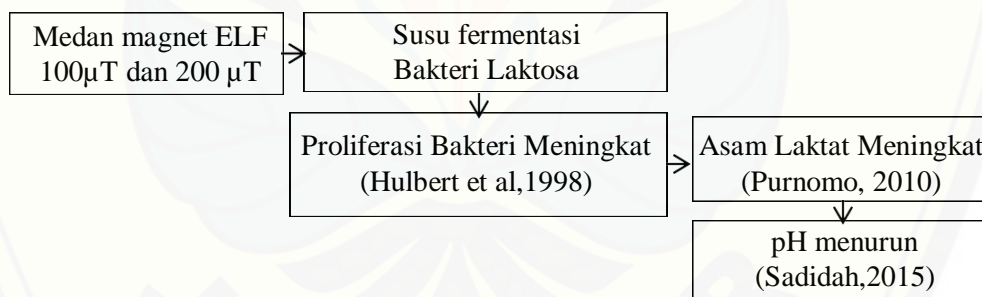 Medan magnet ELF
100µT dan 200 µT
Susu fermentasi
Bakteri Laktosa
Proliferasi Bakteri Meningkat
(Hulbert et al,1998)
Asam Laktat Meningkat
(Purnomo, 2010)
pH menurun
(Sadidah,2015)